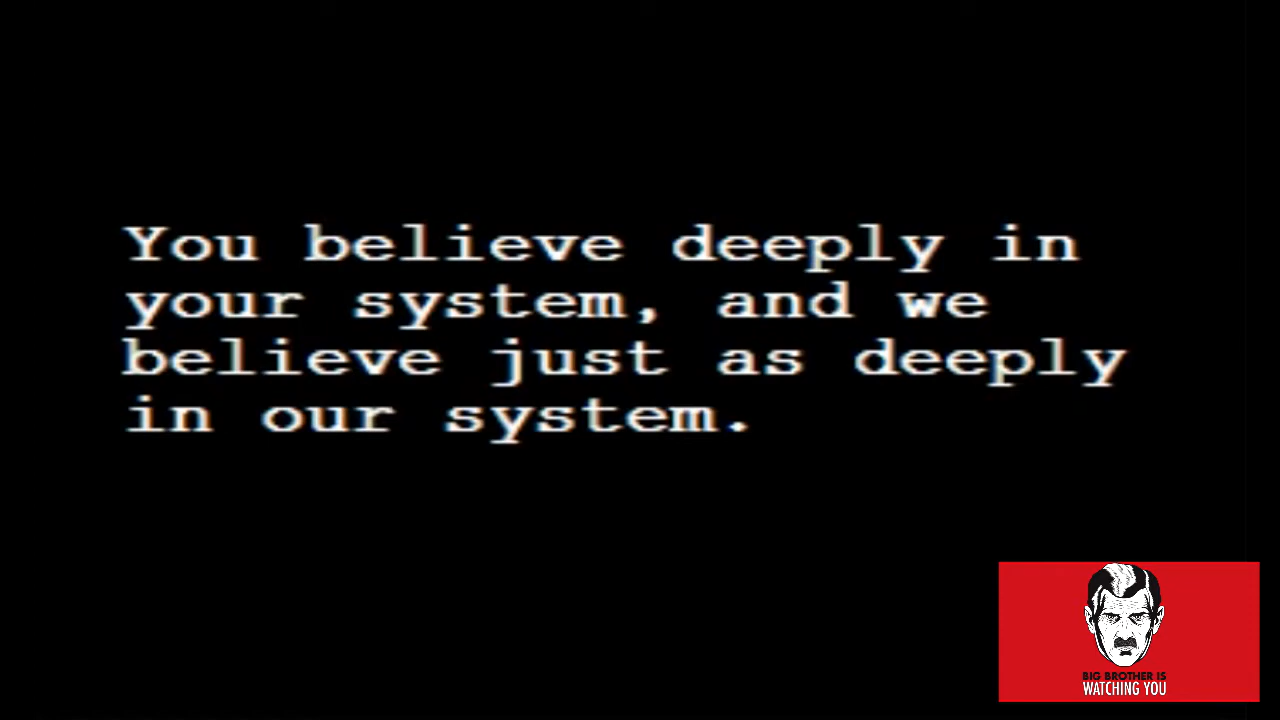 You believe deeply in
your system, and we
believe just as deeply
in our system.
BIG BROTHER IS
WATCHING YOU